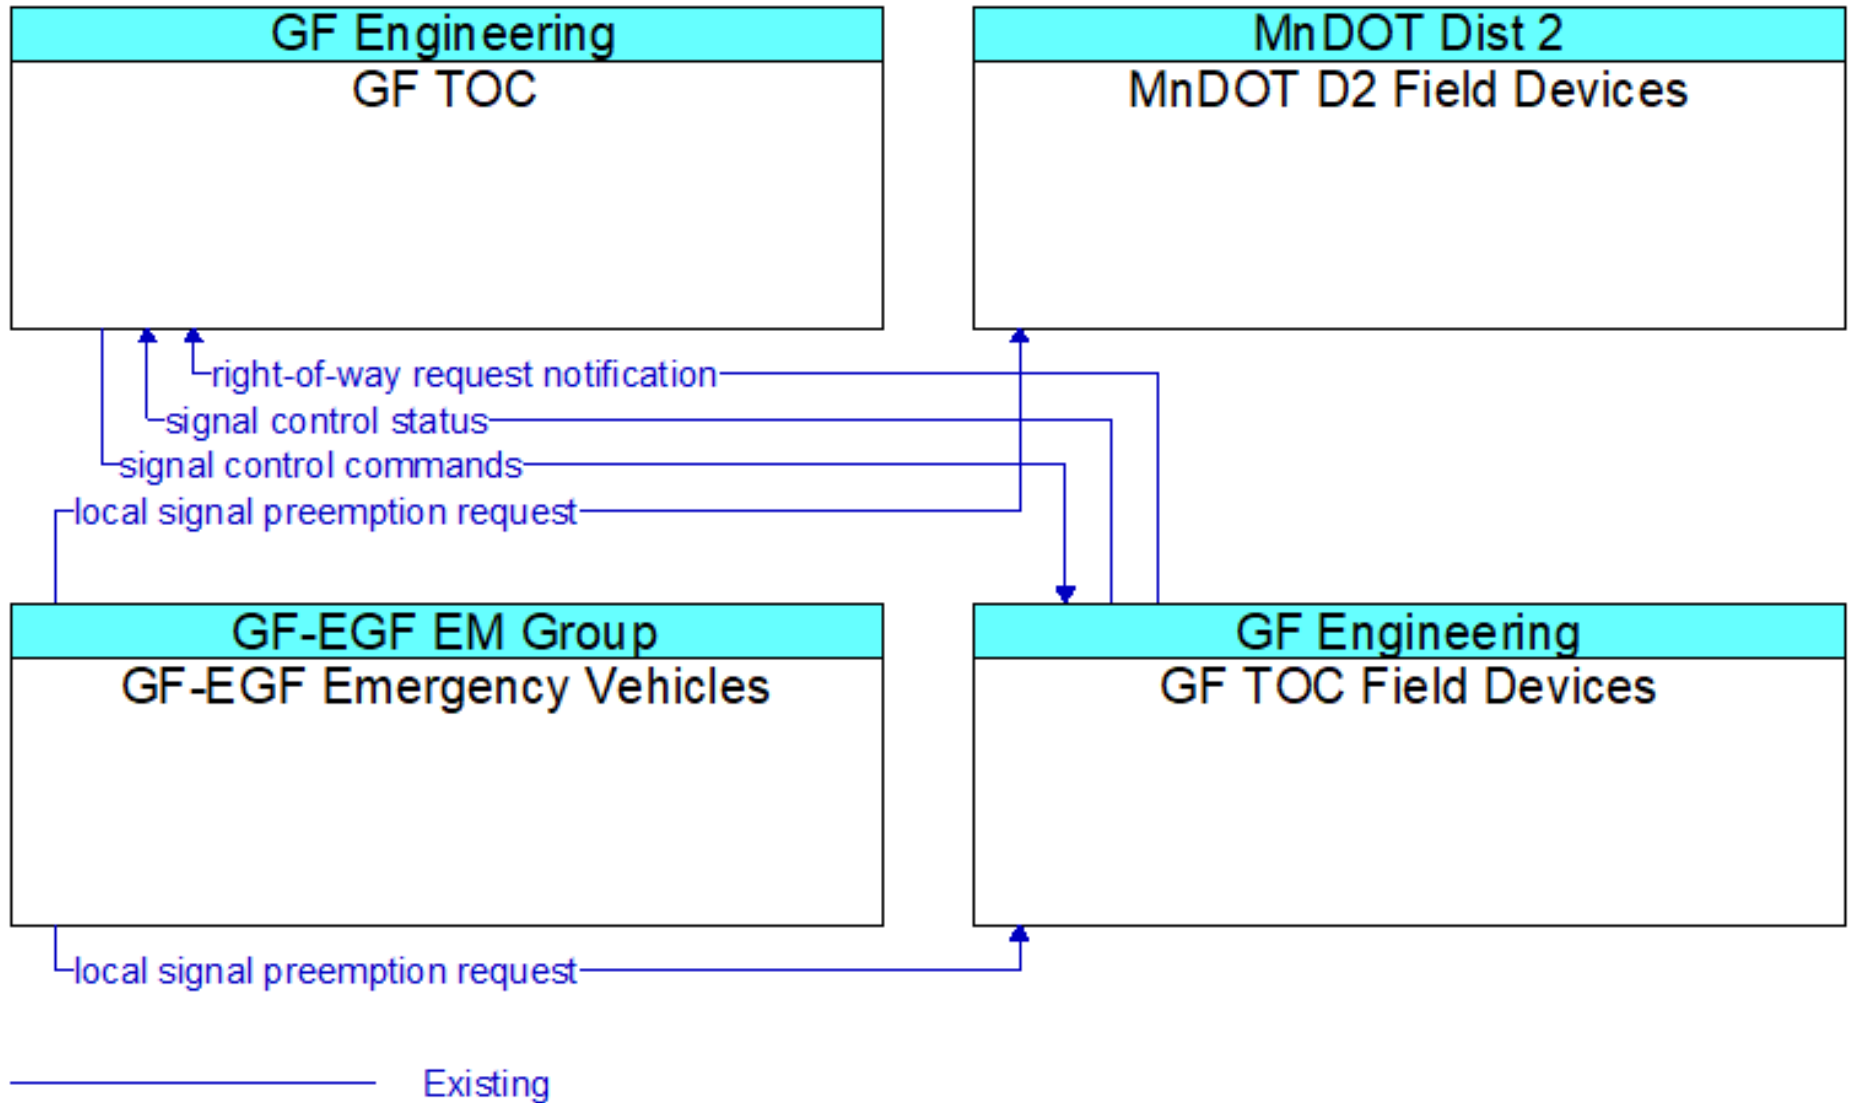 GF Engineering
GF TOC
MnDOT Dist 2
MnDOT D2 Field Devices
right-of-way request notification
signal control status
signal control commands
local signal preemption request
GF-EGF EM Group
GF-EGF Emergency Vehicles
GF Engineering
GF TOC Field Devices
local signal preemption request
Existing